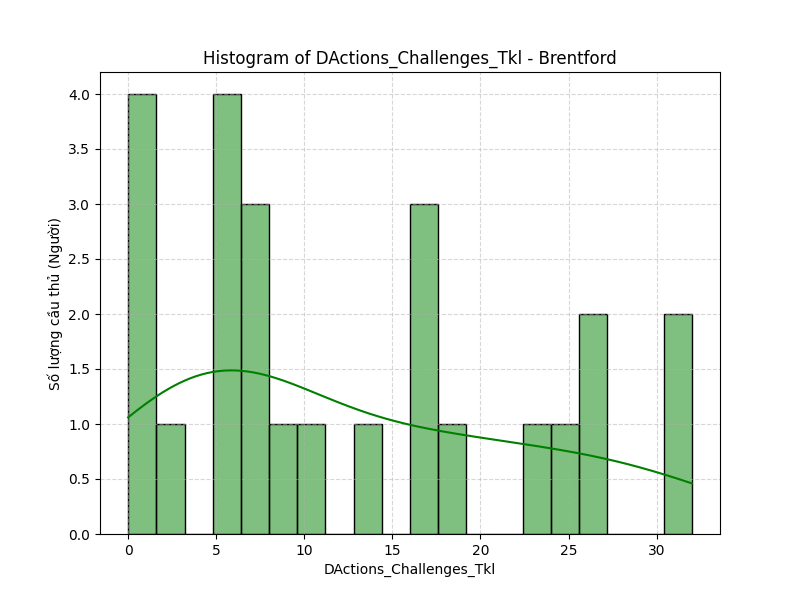 Histogram of DActions_Challenges_Tkl - Brentford
Số lượng cầu thủ (Người)
4.0
3.5
3.0
2.5
2.0
1.5
1.0
0.5
0.0
0 5 10 15 20 25 30
DActions_Challenges_Tkl